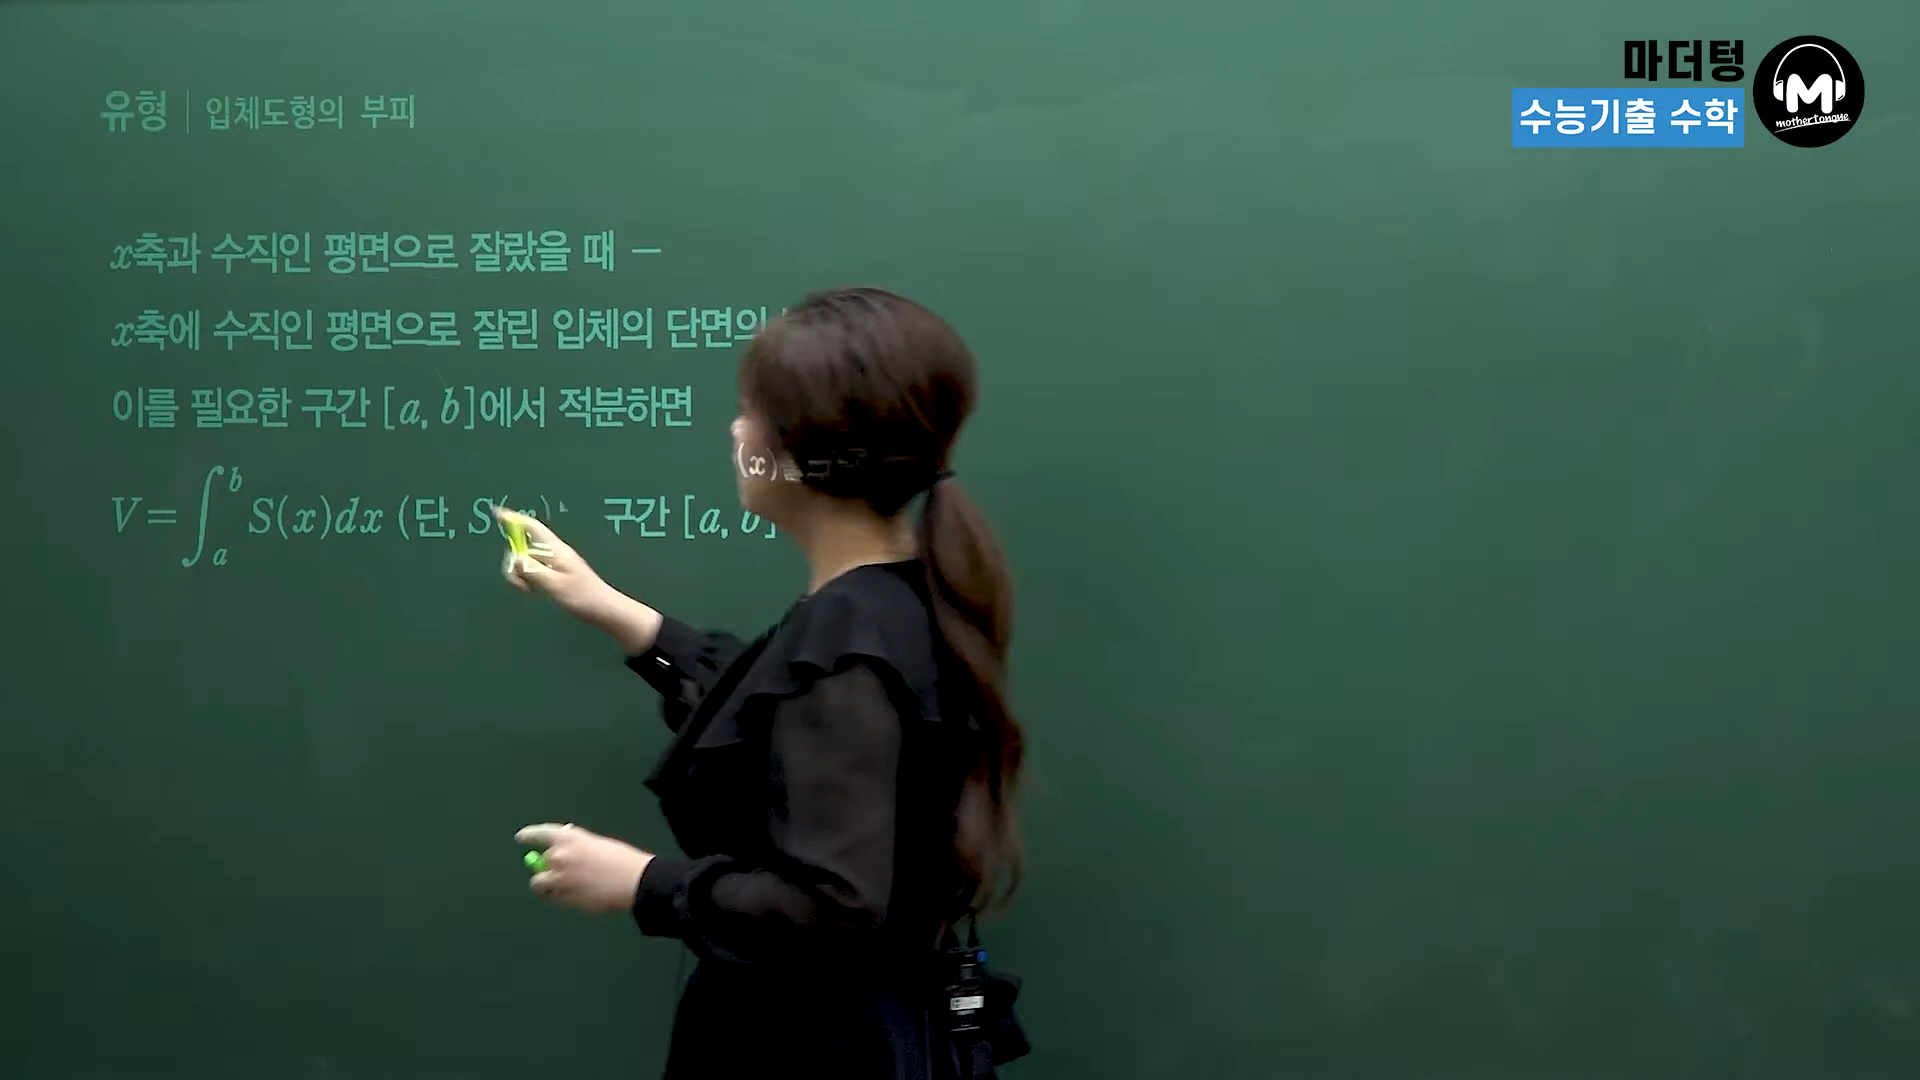 마더텅
수능기출 수학
M
mothertongue
유형 | 입체도형의 부피
x축과 수직인 평면으로 잘랐을 때 —
x축에 수직인 평면으로 잘린 입체의 단면의
이를 필요한 구간 [a, b]에서 적분하면
(x)
V=∫_a^b S(x)dx (단, S(x) 구간 [a, b]